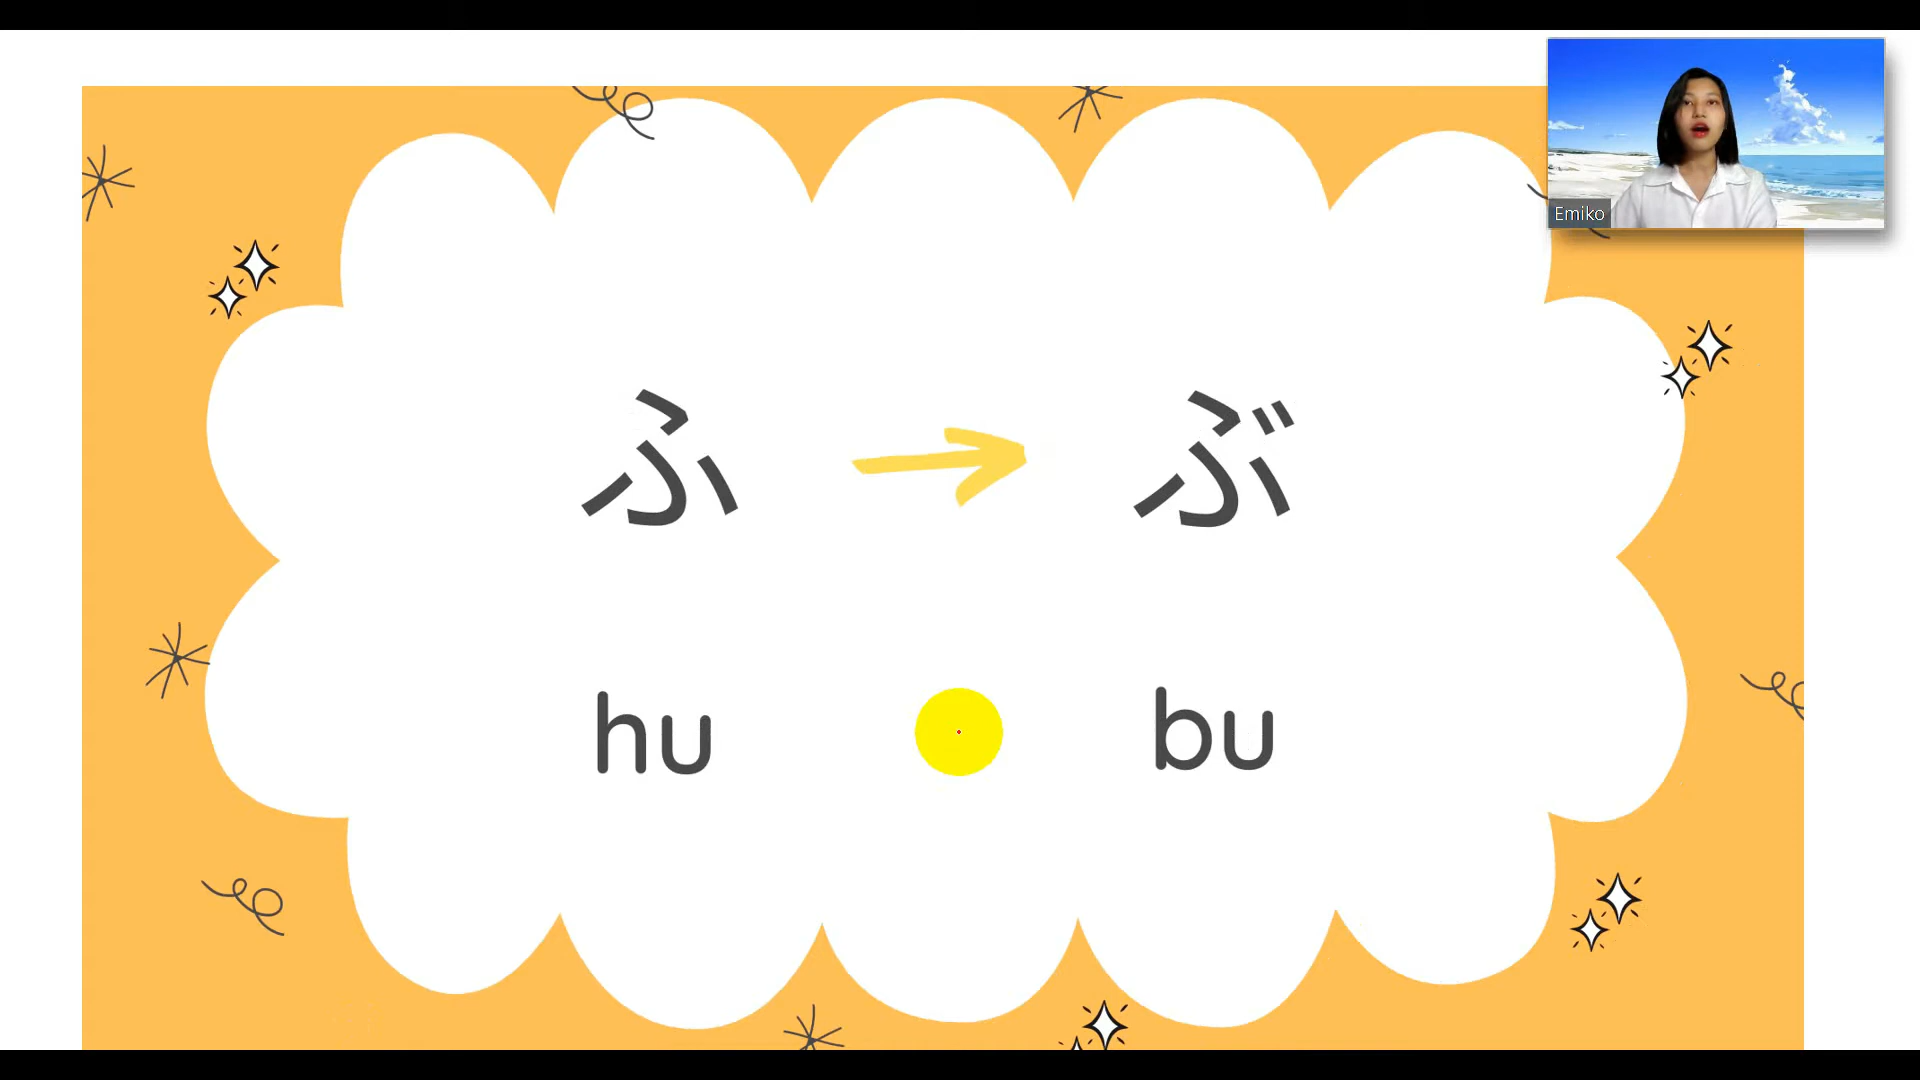 Emiko
ふ ぶ
hu bu